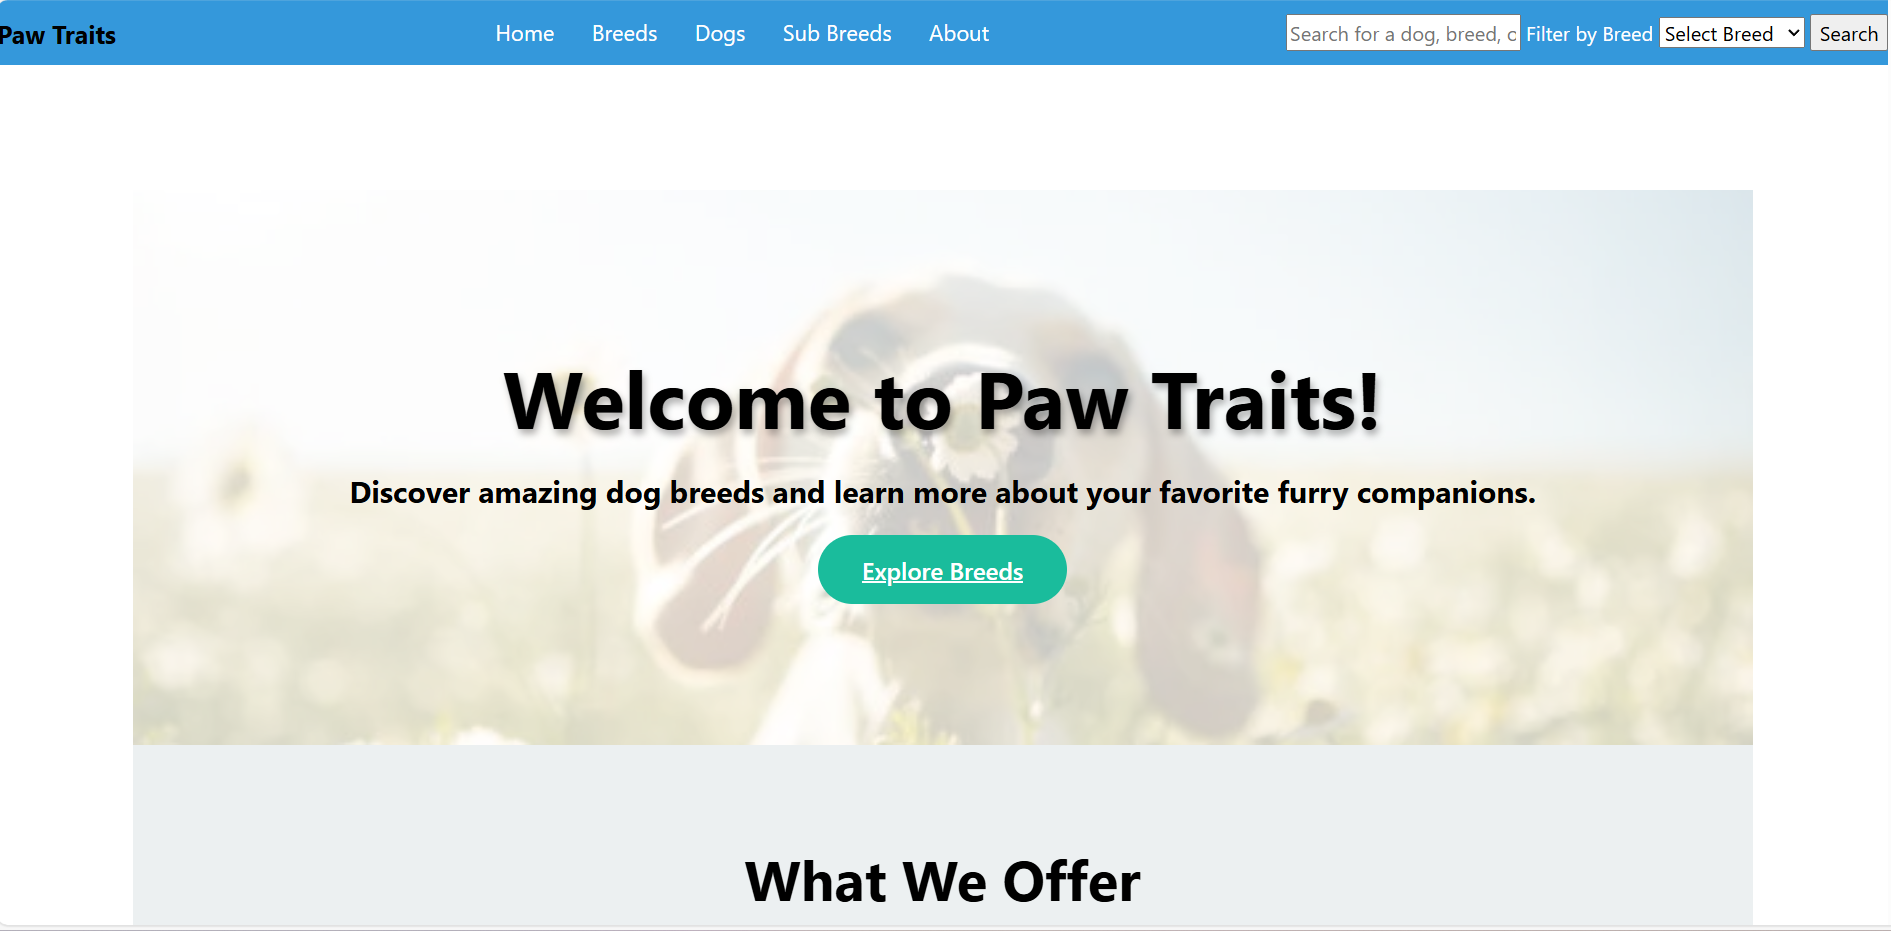 Paw Traits Home Breeds Dogs Sub Breeds About Search for a dog, breed, c Filter by Breed Select Breed Search
Welcome to Paw Traits!
Discover amazing dog breeds and learn more about your favorite furry companions.
Explore Breeds
What We Offer